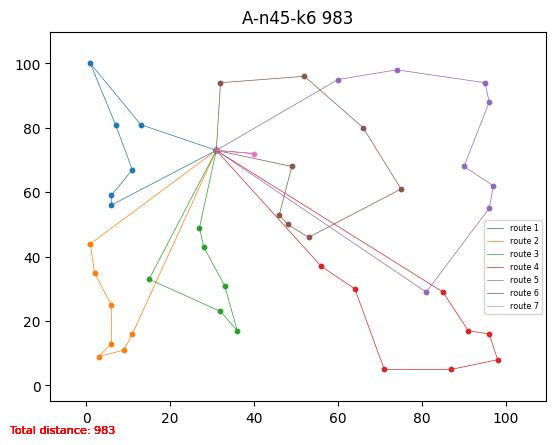 A-n45-k6 983
100
80
60
40
20
0
0 20 40 60 80 100
route 1
route 2
route 3
route 4
route 5
route 6
route 7
Total distance: 983